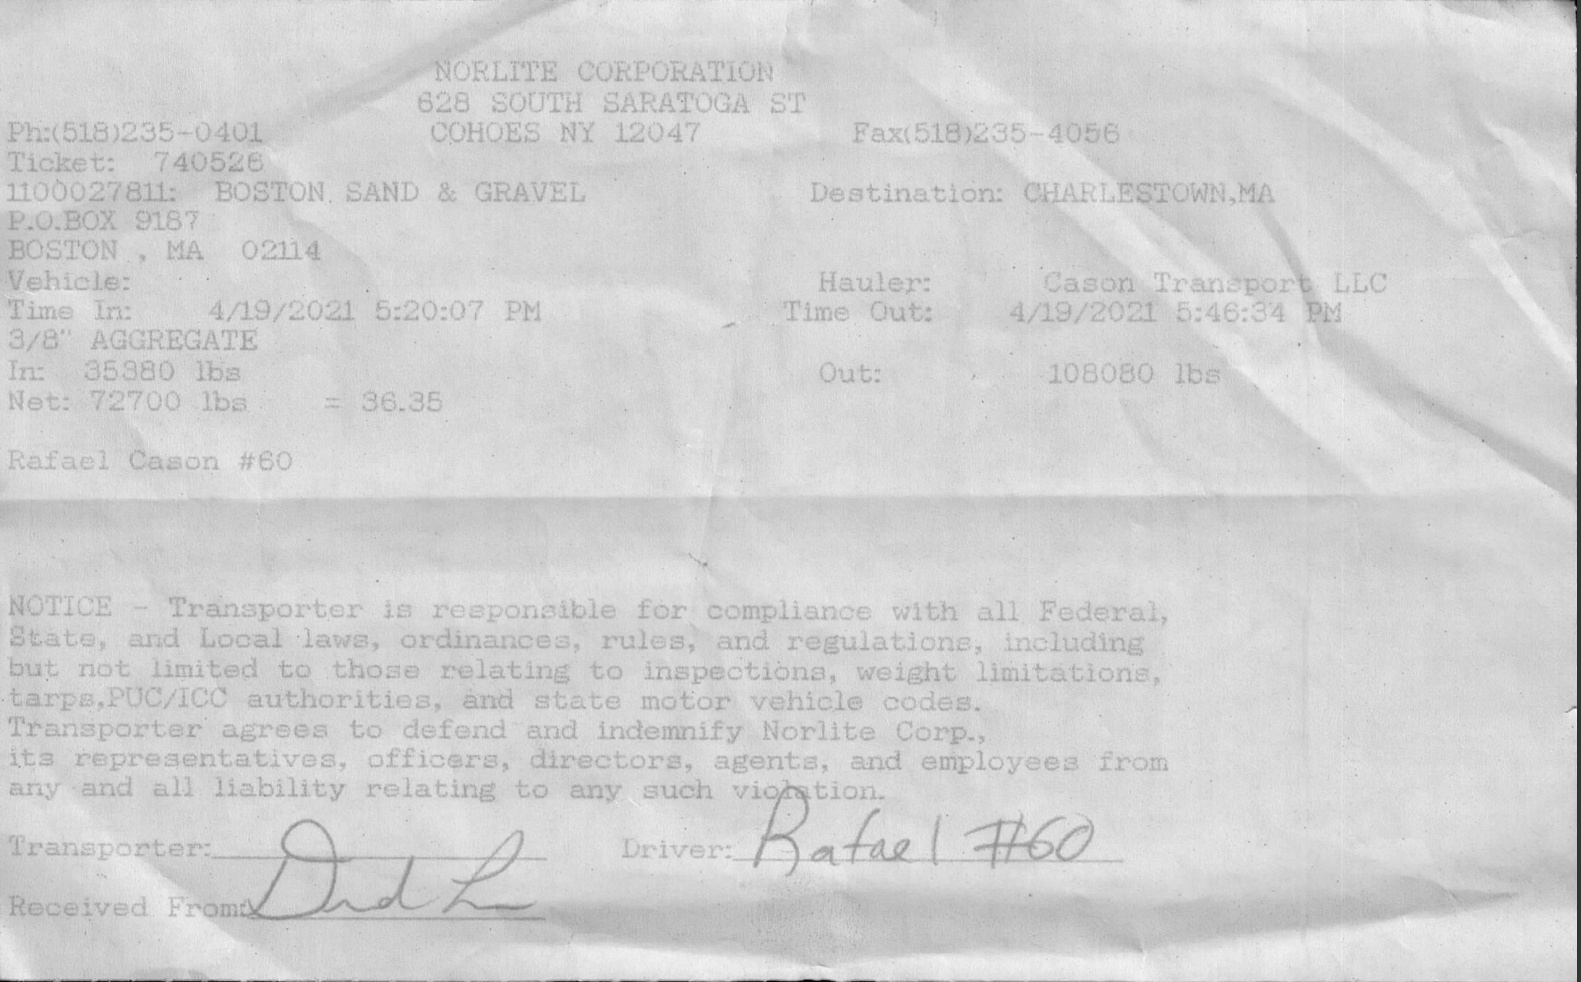 NORLITE CORPORATION
628 SOUTH SARATOGA ST
Ph:(518)235-0401 COHOES NY 12047 Fax(518)235-4056
Ticket: 740526
1100027811: BOSTON SAND & GRAVEL Destination: CHARLESTOWN,MA
P.O.BOX 9187
BOSTON , MA 02114
Vehicle: Hauler: Cason Transport LLC
Time In: 4/19/2021 5:20:07 PM Time Out: 4/19/2021 5:46:34 PM
3/8" AGGREGATE
In: 35380 lbs Out: 108080 lbs
Net: 72700 lbs = 36.35
Rafael Cason #60
NOTICE - Transporter is responsible for compliance with all Federal,
State, and Local laws, ordinances, rules, and regulations, including
but not limited to those relating to inspections, weight limitations,
tarps,PUC/ICC authorities, and state motor vehicle codes.
Transporter agrees to defend and indemnify Norlite Corp.,
its representatives, officers, directors, agents, and employees from
any and all liability relating to any such violation.
Transporter: Driver: Rafael #60
Received From: